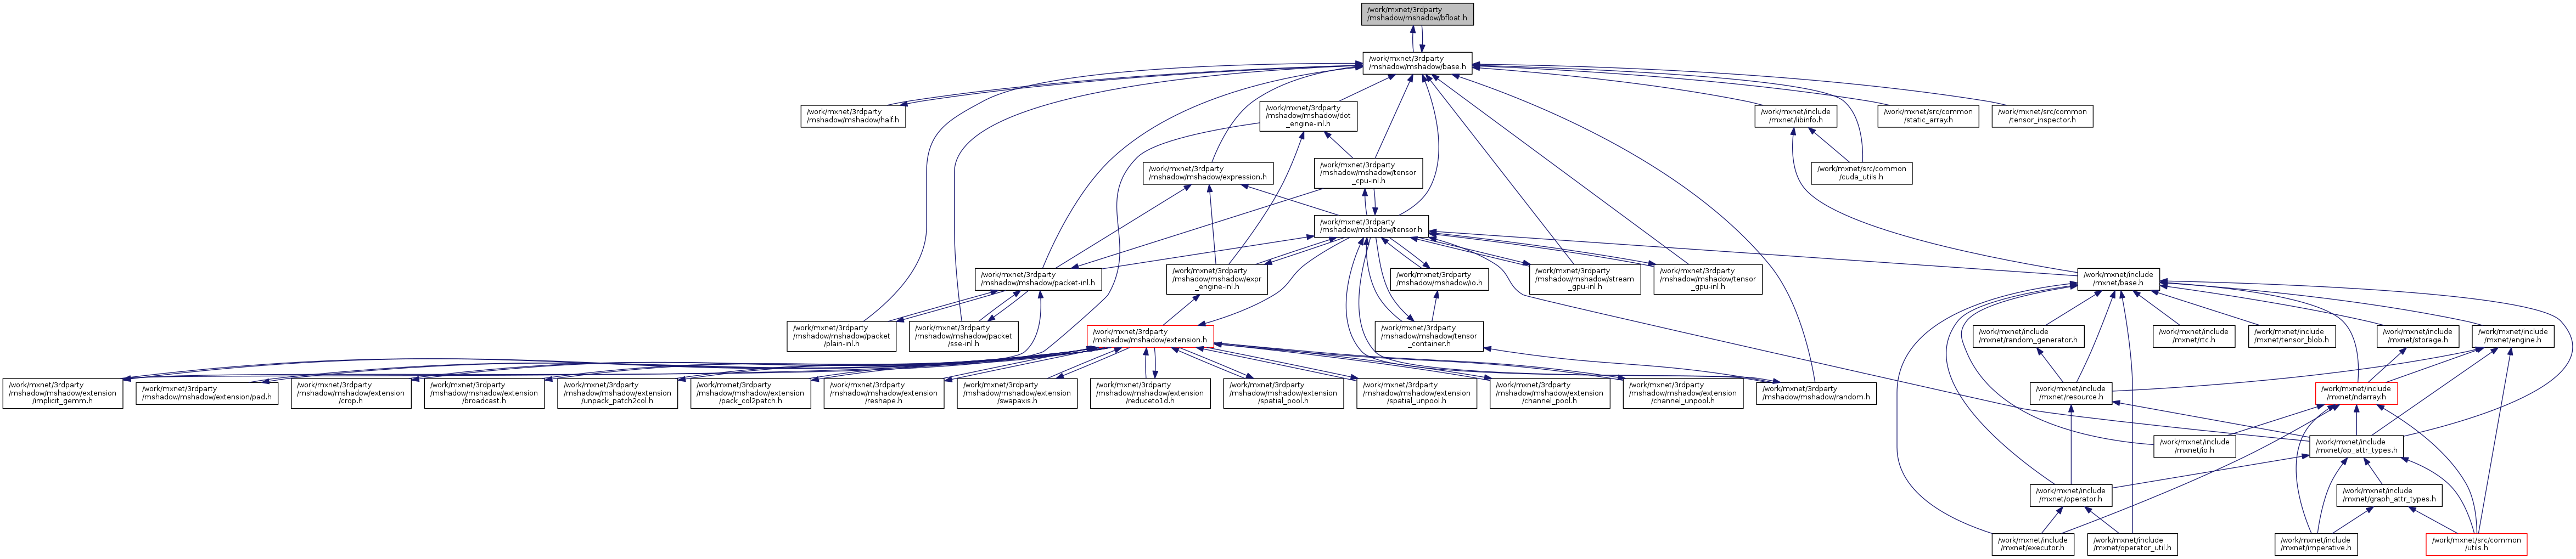 /work/mxnet/3rdparty
/mshadow/mshadow/bfloat.h
/work/mxnet/3rdparty
/mshadow/mshadow/base.h
/work/mxnet/3rdparty
/mshadow/mshadow/half.h
/work/mxnet/3rdparty
/mshadow/mshadow/dot
_engine-inl.h
/work/mxnet/include
/mxnet/libinfo.h
/work/mxnet/src/common
/static_array.h
/work/mxnet/src/common
/tensor_inspector.h
/work/mxnet/3rdparty
/mshadow/mshadow/expression.h
/work/mxnet/3rdparty
/mshadow/mshadow/tensor
_cpu-inl.h
/work/mxnet/src/common
/cuda_utils.h
/work/mxnet/3rdparty
/mshadow/mshadow/tensor.h
/work/mxnet/3rdparty
/mshadow/mshadow/packet-inl.h
/work/mxnet/3rdparty
/mshadow/mshadow/expr
_engine-inl.h
/work/mxnet/3rdparty
/mshadow/mshadow/io.h
/work/mxnet/3rdparty
/mshadow/mshadow/stream
_gpu-inl.h
/work/mxnet/3rdparty
/mshadow/mshadow/tensor
_gpu-inl.h
/work/mxnet/include
/mxnet/base.h
/work/mxnet/3rdparty
/mshadow/mshadow/packet
/plain-inl.h
/work/mxnet/3rdparty
/mshadow/mshadow/packet
/sse-inl.h
/work/mxnet/3rdparty
/mshadow/mshadow/extension.h
/work/mxnet/3rdparty
/mshadow/mshadow/tensor
_container.h
/work/mxnet/include
/mxnet/random_generator.h
/work/mxnet/include
/mxnet/rtc.h
/work/mxnet/include
/mxnet/tensor_blob.h
/work/mxnet/include
/mxnet/storage.h
/work/mxnet/include
/mxnet/engine.h
/work/mxnet/3rdparty
/mshadow/mshadow/extension
/implicit_gemm.h
/work/mxnet/3rdparty
/mshadow/mshadow/extension/pad.h
/work/mxnet/3rdparty
/mshadow/mshadow/extension
/crop.h
/work/mxnet/3rdparty
/mshadow/mshadow/extension
/broadcast.h
/work/mxnet/3rdparty
/mshadow/mshadow/extension
/unpack_patch2col.h
/work/mxnet/3rdparty
/mshadow/mshadow/extension
/pack_col2patch.h
/work/mxnet/3rdparty
/mshadow/mshadow/extension
/reshape.h
/work/mxnet/3rdparty
/mshadow/mshadow/extension
/swapaxis.h
/work/mxnet/3rdparty
/mshadow/mshadow/extension
/reduceto1d.h
/work/mxnet/3rdparty
/mshadow/mshadow/extension
/spatial_pool.h
/work/mxnet/3rdparty
/mshadow/mshadow/extension
/spatial_unpool.h
/work/mxnet/3rdparty
/mshadow/mshadow/extension
/channel_pool.h
/work/mxnet/3rdparty
/mshadow/mshadow/extension
/channel_unpool.h
/work/mxnet/3rdparty
/mshadow/mshadow/random.h
/work/mxnet/include
/mxnet/resource.h
/work/mxnet/include
/mxnet/ndarray.h
/work/mxnet/include
/mxnet/io.h
/work/mxnet/include
/mxnet/op_attr_types.h
/work/mxnet/include
/mxnet/operator.h
/work/mxnet/include
/mxnet/graph_attr_types.h
/work/mxnet/include
/mxnet/executor.h
/work/mxnet/include
/mxnet/operator_util.h
/work/mxnet/include
/mxnet/imperative.h
/work/mxnet/src/common
/utils.h